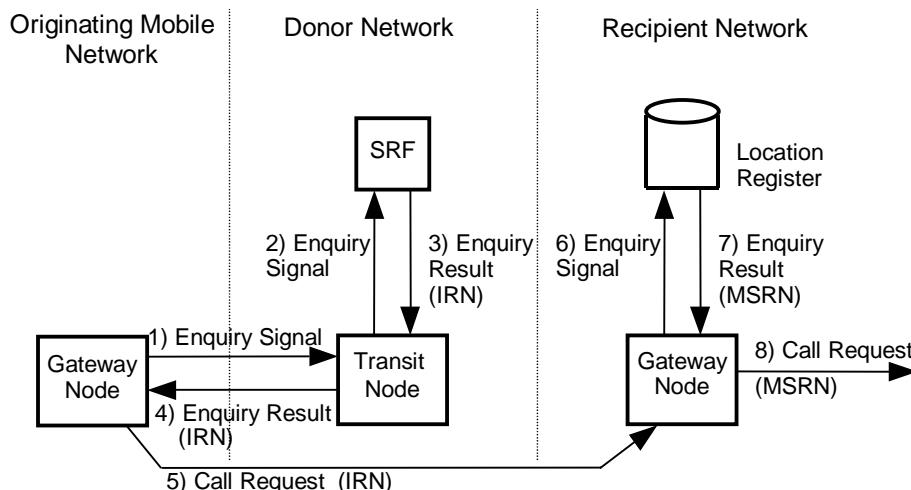 Originating Mobile
Network
Donor Network
Recipient Network
SRF
Location
Register
2) Enquiry
Signal
3) Enquiry
Result
(IRN)
6) Enquiry
Signal
7) Enquiry
Result
(MSRN)
1) Enquiry Signal
Gateway
Node
Transit
Node
Gateway
Node
8) Call Request
(MSRN)
4) Enquiry Result
(IRN)
5) Call Request (IRN)